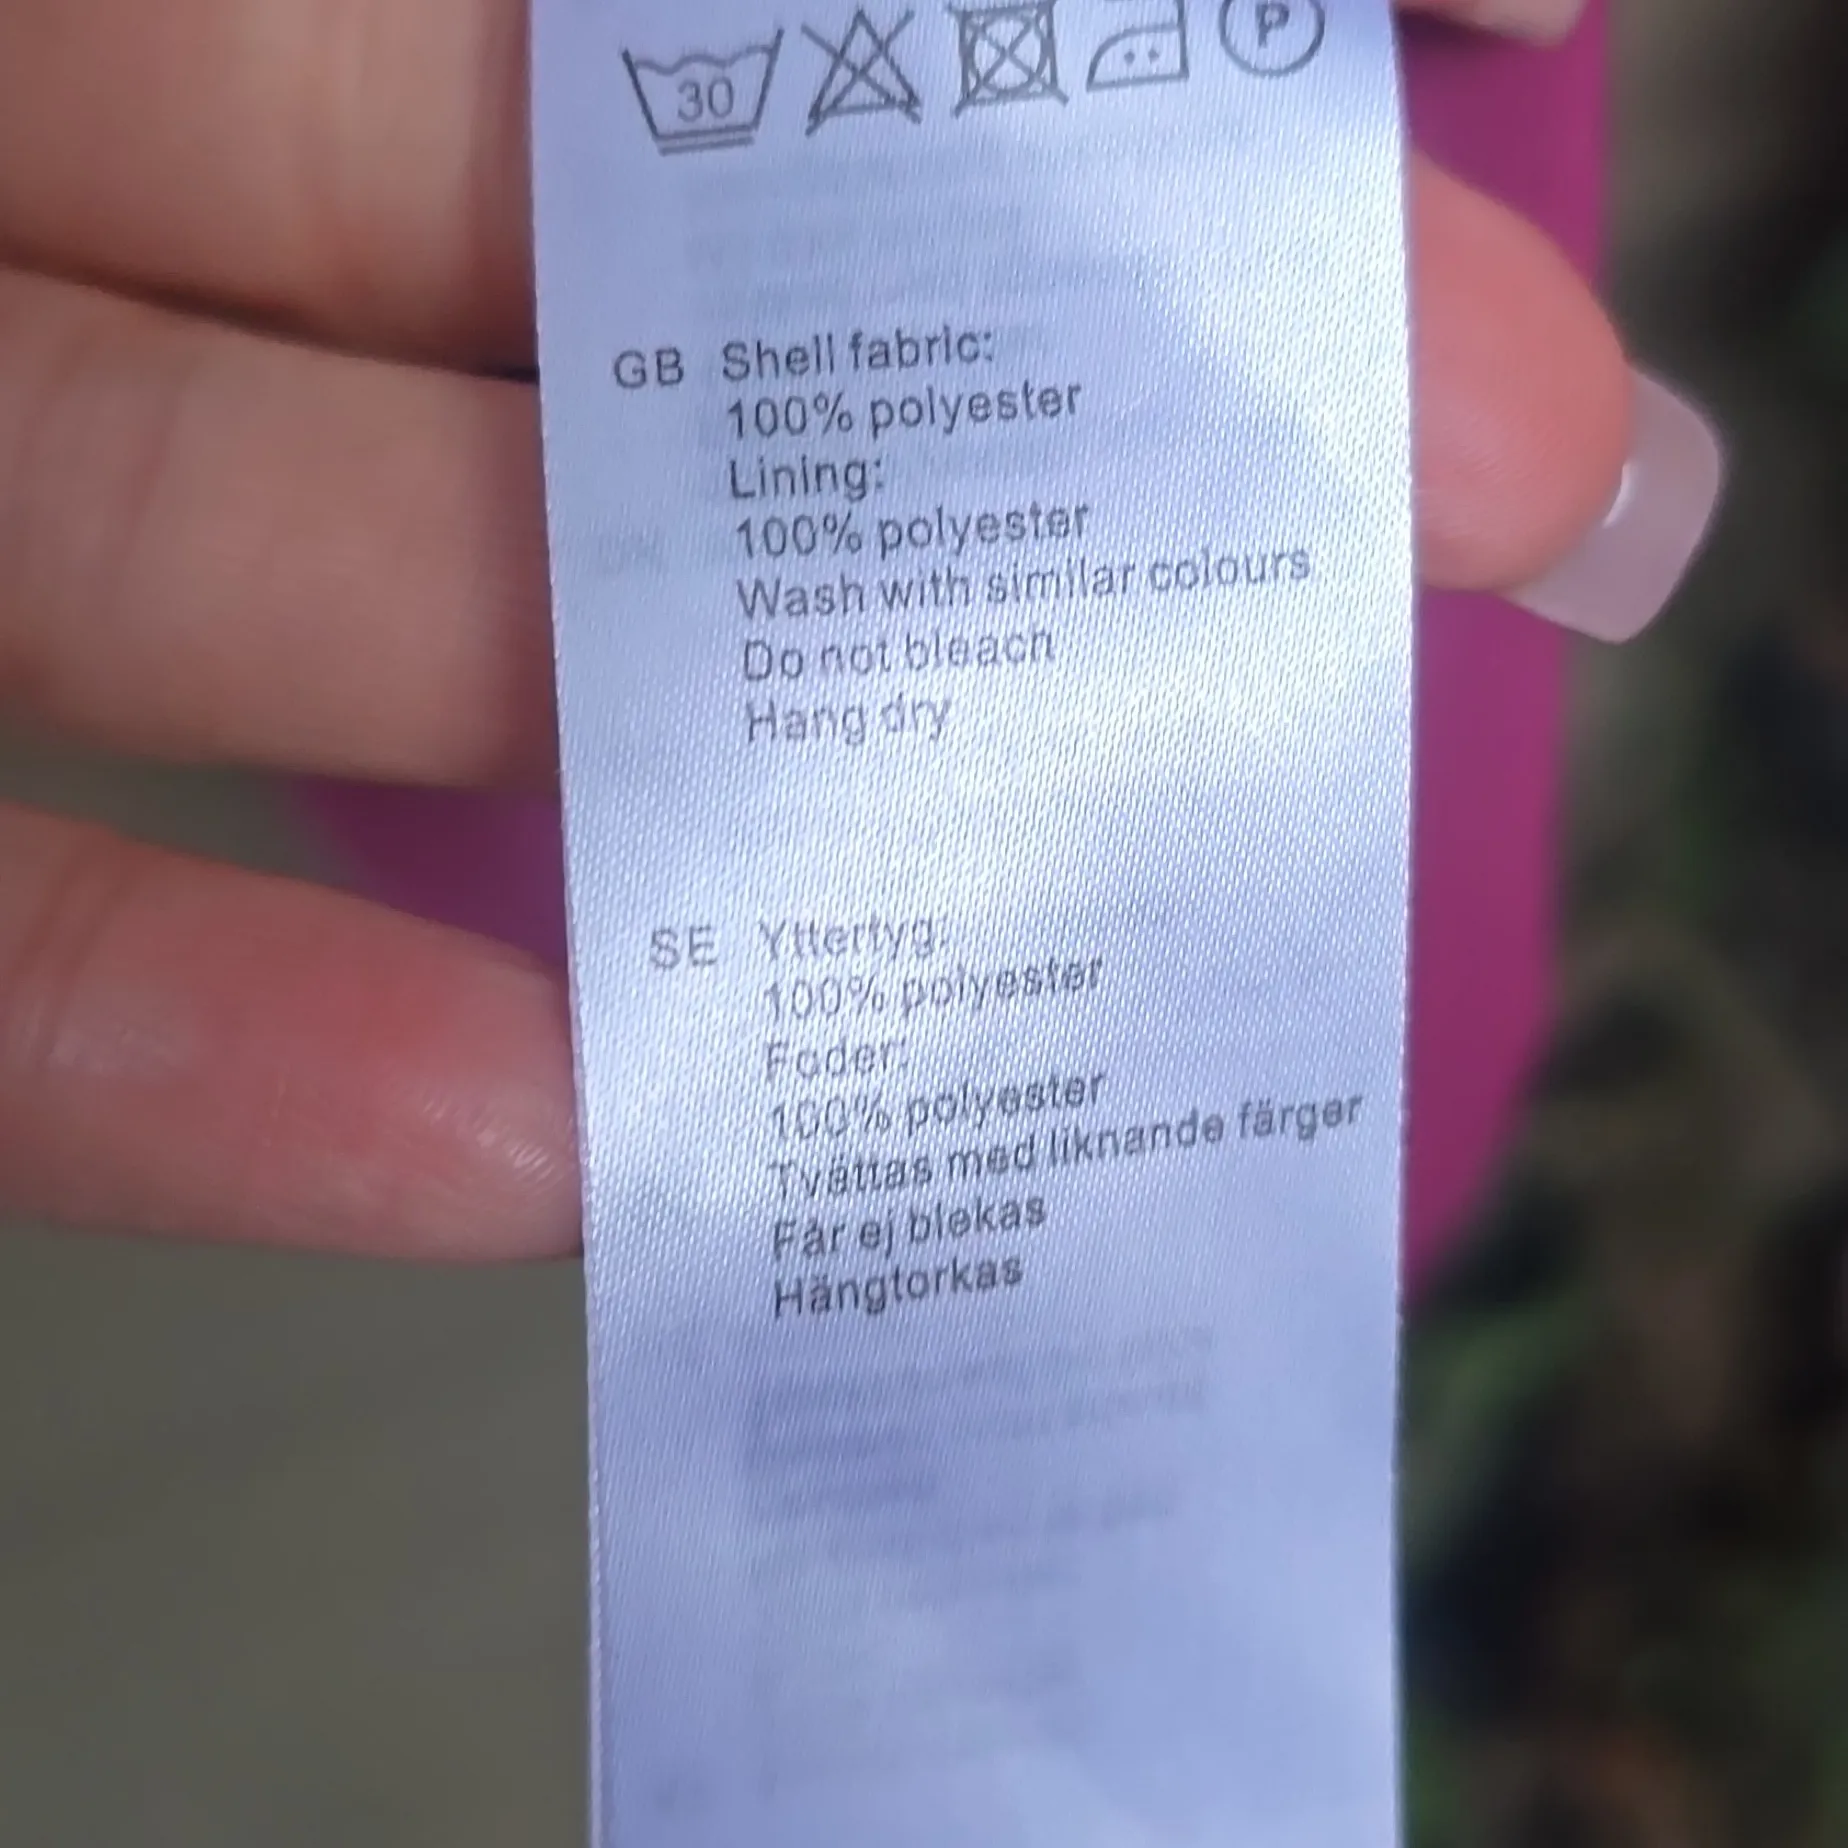 30
P
GB Shell fabric:
100% polyester
Lining:
100% polyester
Wash with similar colours
Do not bleach
Hang dry
SE Yttertyg:
100% polyester
Foder:
100% polyester
Tvättas med liknande färger
Får ej blekas
Hängtorkas